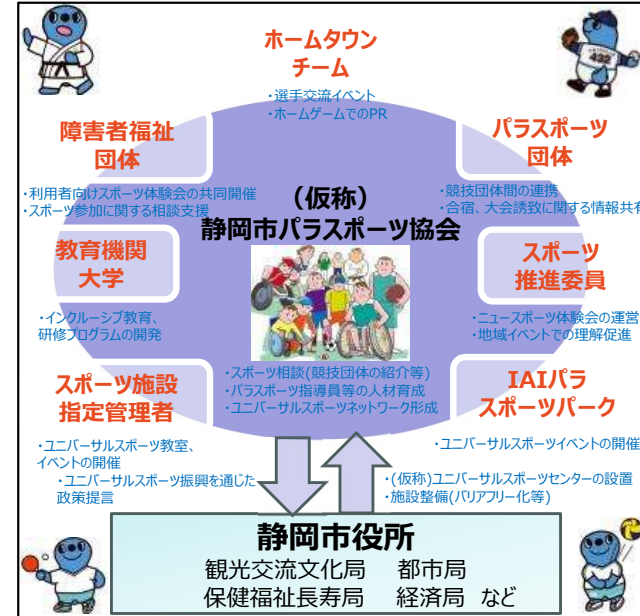 ホームタウン
チーム
・選手交流イベント
・ホームゲームでのPR
432
障害者福祉
団体
・利用者向けスポーツ体験会の共同開催
・スポーツ参加に関する相談支援
パラスポーツ
団体
・競技団体間の連携
・合宿、大会誘致に関する情報共有
(仮称)
静岡市パラスポーツ協会
教育機関
大学
・インクルーシブ教育、
研修プログラムの開発
スポーツ
推進委員
・ニュースポーツ体験会の運営
・地域イベントでの理解促進
・スポーツ相談(競技団体の紹介等)
・パラスポーツ指導員等の人材育成
・ユニバーサルスポーツネットワーク形成
スポーツ施設
指定管理者
・ユニバーサルスポーツ教室、
イベントの開催
IAIパラ
スポーツパーク
・ユニバーサルスポーツイベントの開催
・ユニバーサルスポーツ振興を通じた
政策提言
・(仮称)ユニバーサルスポーツセンターの設置
・施設整備(バリアフリー化等)
静岡市役所
観光交流文化局 都市局
保健福祉長寿局 経済局 など